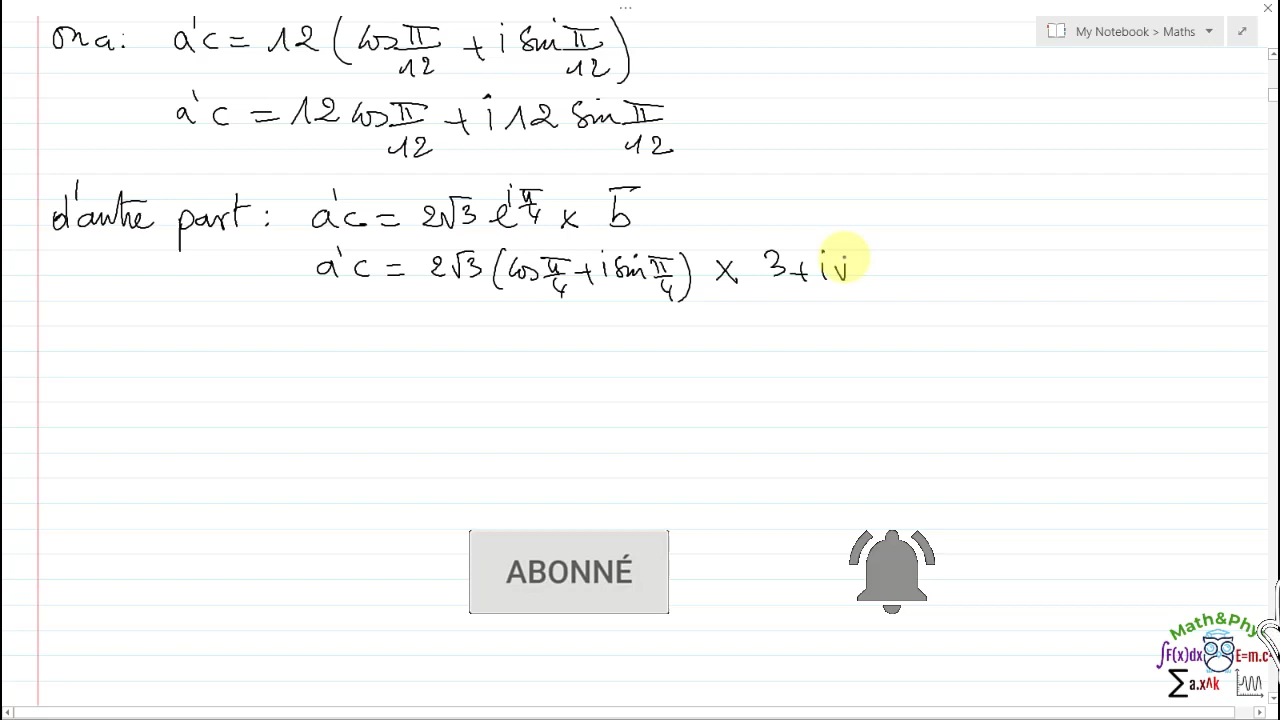 My Notebook > Maths
on a : a'c = 12 (cos π/12 + i sin π/12)
a'c = 12 cos π/12 + i 12 sin π/12
d'autre part : a'c = 2√3 e^(iπ/4) × b̅
a'c = 2√3 (cos π/4 + i sin π/4) × 3 + i
ABONNÉ
Math&Phy
∫F(x)dx E=m.c
∑ a.x^k